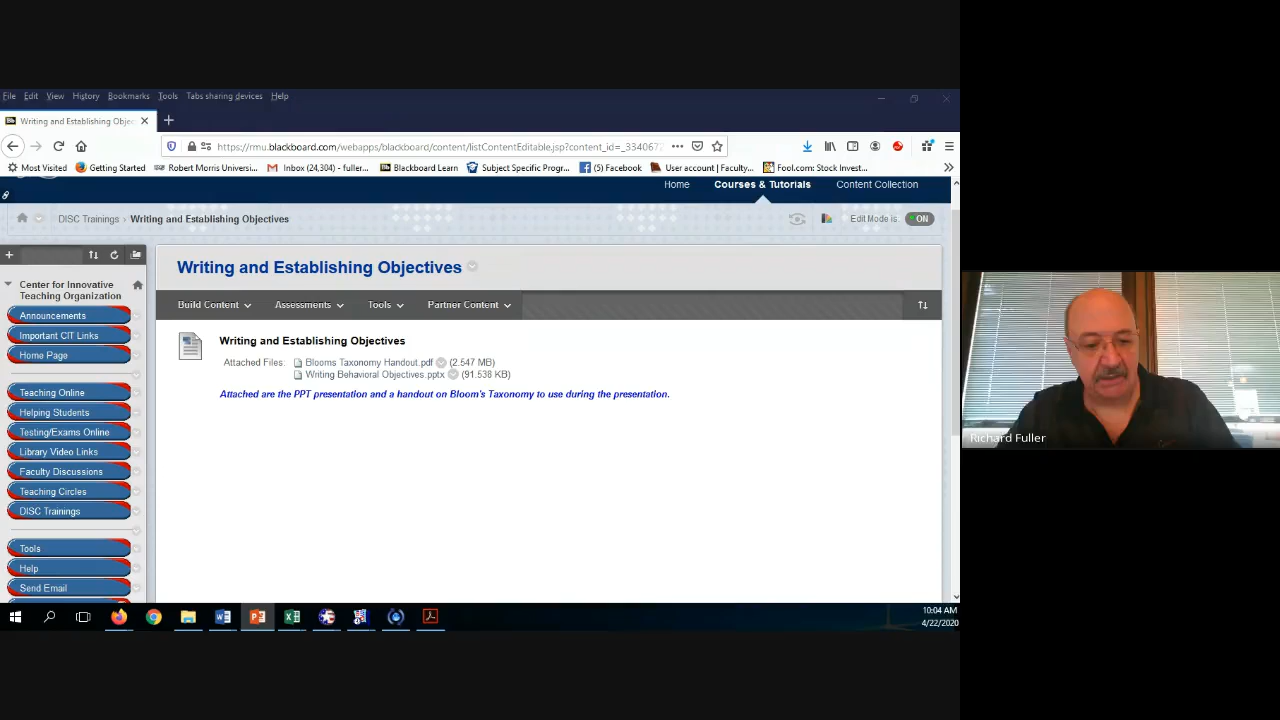 File Edit View History Bookmarks Tools Tabs sharing devices Help
Writing and Establishing Objec
https://rmu.blackboard.com/webapps/blackboard/content/listContentEditable.jsp?content_id=_334067
Most Visited Getting Started Robert Morris Universi... Inbox (24,304) - fuller... Blackboard Learn Subject Specific Progr... (5) Facebook User account | Faculty... Fool.com: Stock Invest...
Home Courses & Tutorials Content Collection
DISC Trainings › Writing and Establishing Objectives Edit Mode is: ON
Center for Innovative
Teaching Organization
Announcements
Important CIT Links
Home Page
Teaching Online
Helping Students
Testing/Exams Online
Library Video Links
Faculty Discussions
Teaching Circles
DISC Trainings
Tools
Help
Send Email
Writing and Establishing Objectives
Build Content Assessments Tools Partner Content
Writing and Establishing Objectives
Attached Files: Blooms Taxonomy Handout.pdf (2.547 MB)
Writing Behavioral Objectives.pptx (91.538 KB)
Attached are the PPT presentation and a handout on Bloom's Taxonomy to use during the presentation.
Richard Fuller
10:04 AM
4/22/2020